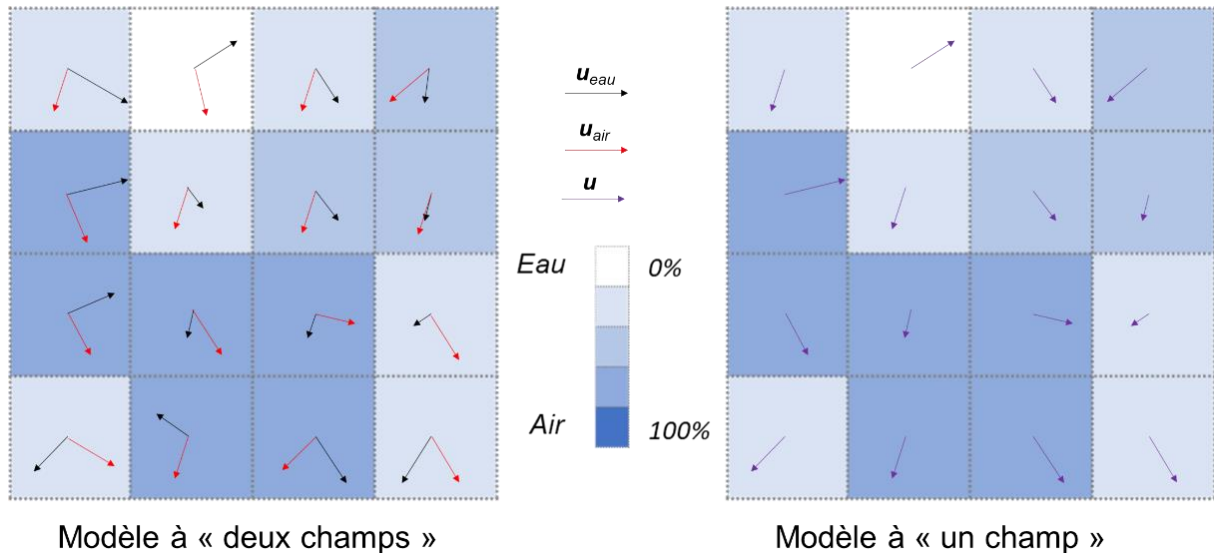 u_eau
u_air
u
Eau 0%
Air 100%
Modèle à « deux champs »
Modèle à « un champ »